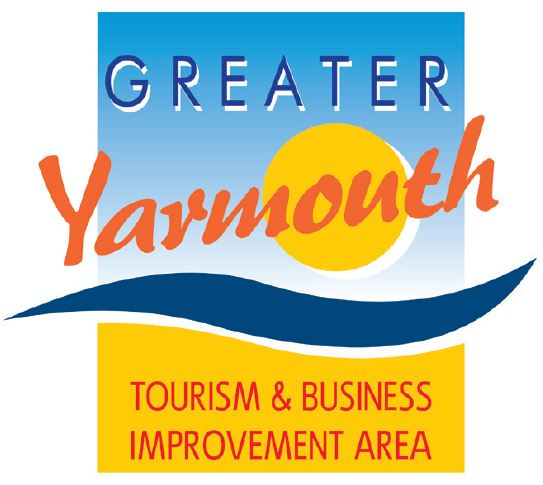 GREATER
Yarmouth
TOURISM & BUSINESS
IMPROVEMENT AREA